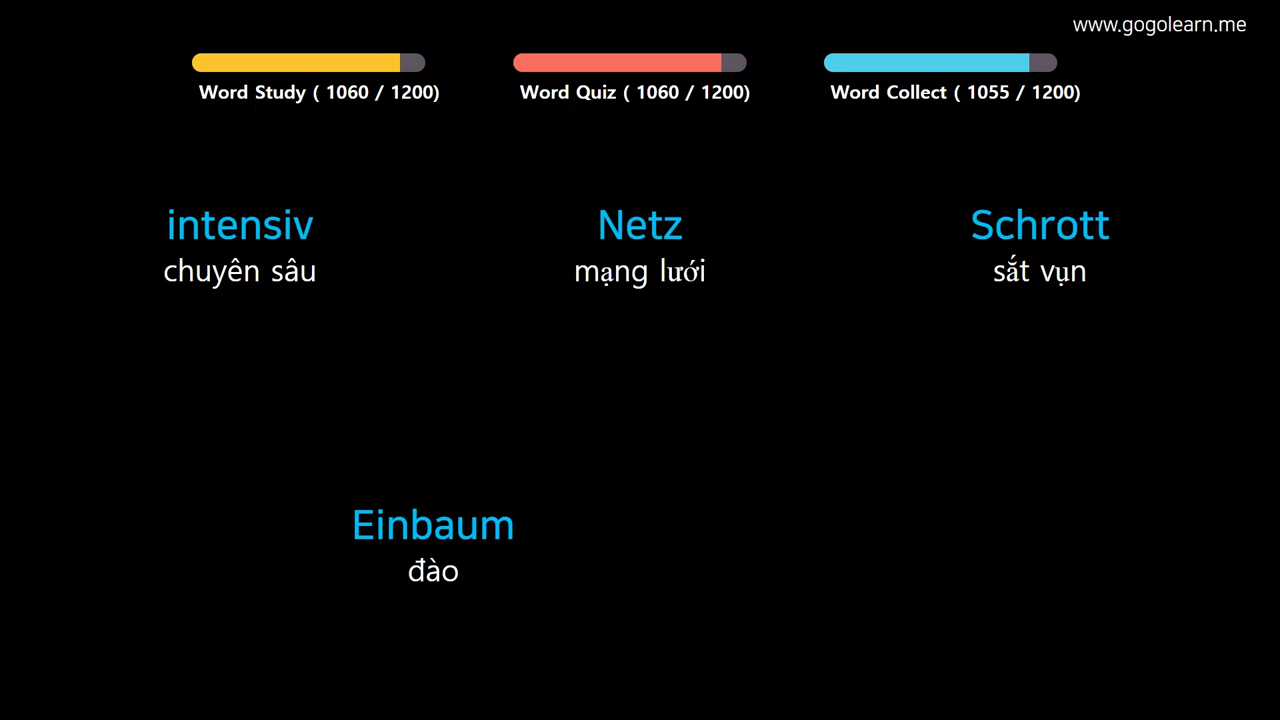 www.gogolearn.me
Word Study ( 1060 / 1200)
Word Quiz ( 1060 / 1200)
Word Collect ( 1055 / 1200)
intensiv
chuyên sâu
Netz
mạng lưới
Schrott
sắt vụn
Einbaum
đào